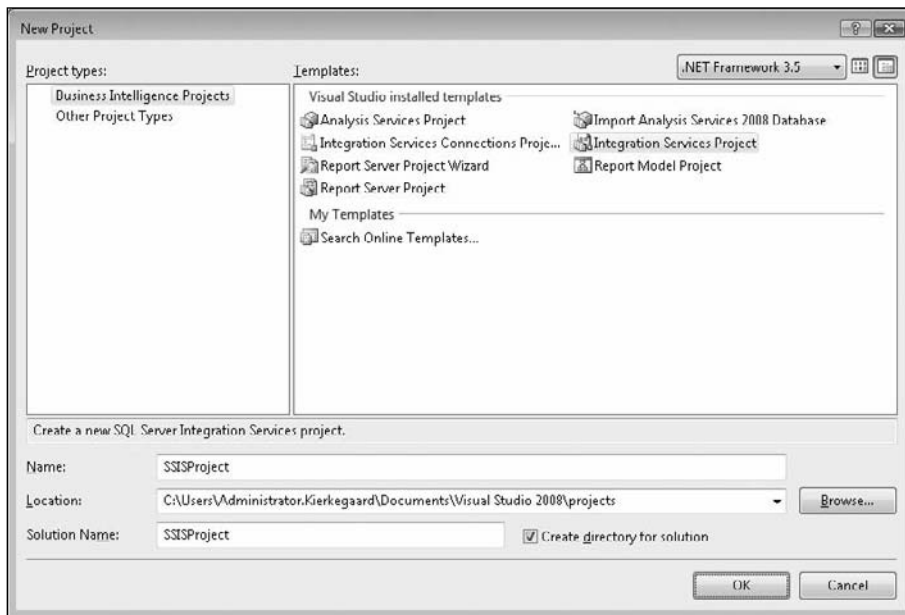 New Project
Project types:
Templates:
.NET Framework 3.5
Business Intelligence Projects
Other Project Types
Visual Studio installed templates
Analysis Services Project
Import Analysis Services 2008 Database
Integration Services Connections Proje...
Integration Services Project
Report Server Project Wizard
Report Model Project
Report Server Project
My Templates
Search Online Templates...
Create a new SQL Server Integration Services project.
Name:
SSISProject
Location:
C:\Users\Administrator.Kierkegaard\Documents\Visual Studio 2008\projects
Browse...
Solution Name:
SSISProject
Create directory for solution
OK
Cancel